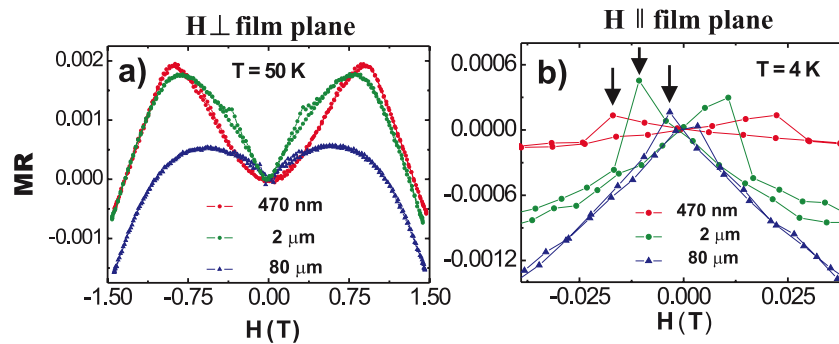 H ⊥ film plane
H ∥ film plane
a)
T = 50 K
MR
0.002
0.001
0.000
-0.001
470 nm
2 μm
80 μm
-1.50 -0.75 0.00 0.75 1.50
H (T)
b)
T = 4K
0.0006
0.0000
-0.0006
-0.0012
470 nm
2 μm
80 μm
-0.025 0.000 0.025
H (T)